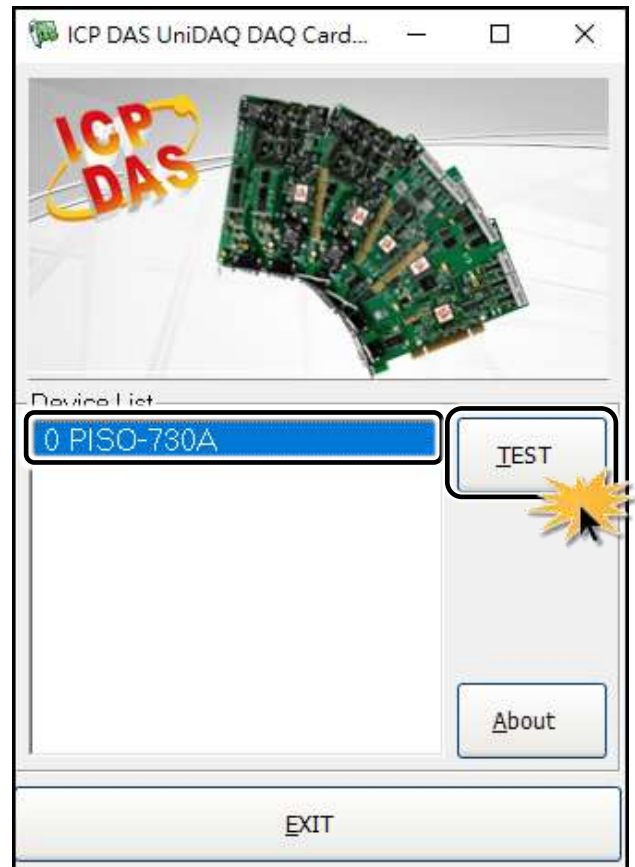 ICP DAS UniDAQ DAQ Card...
ICP
DAS
Device List
0 PISO-730A
TEST
About
EXIT